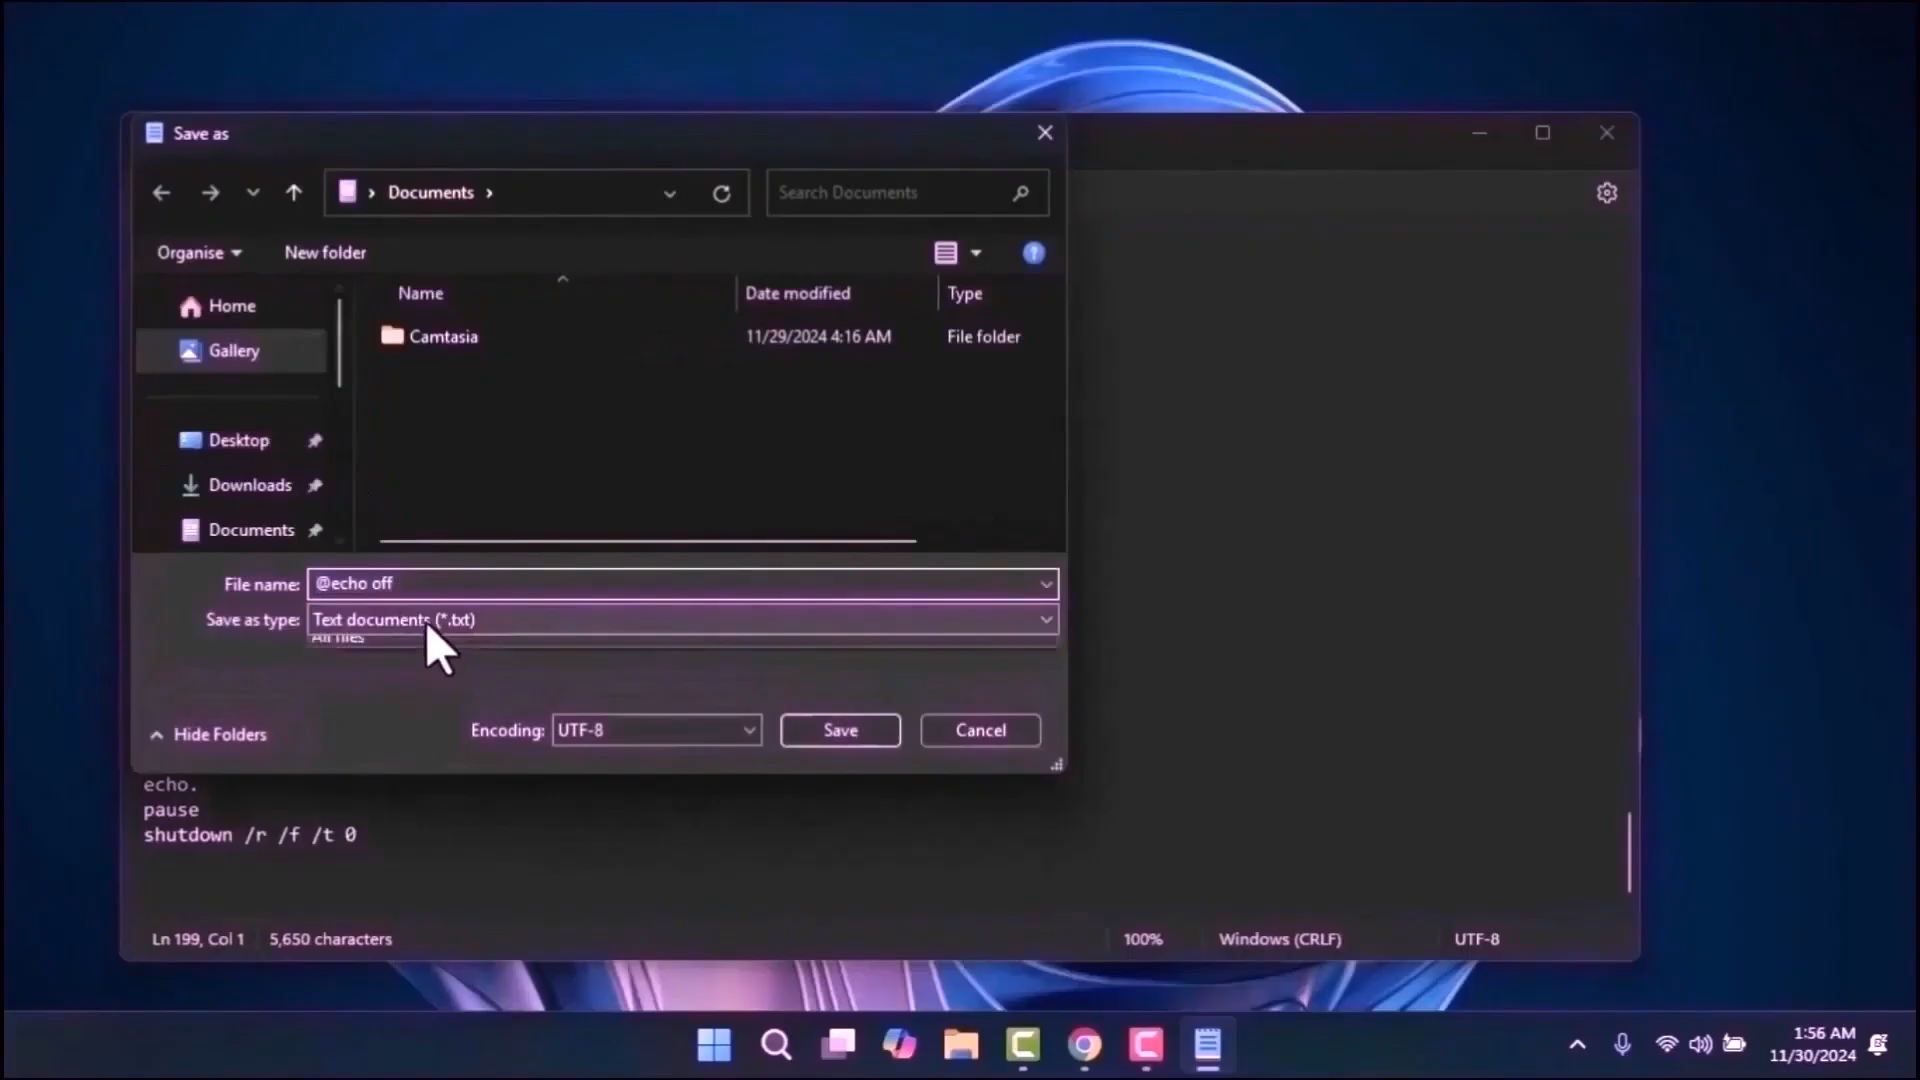 Save as
Documents
Search Documents
Organise
New folder
Name
Date modified
Type
Home
Camtasia
11/29/2024 4:16 AM
File folder
Gallery
Desktop
Downloads
Documents
File name:
@echo off
Save as type:
Text documents (*.txt)
All files
Hide Folders
Encoding:
UTF-8
Save
Cancel
echo.
pause
shutdown /r /f /t 0
Ln 199, Col 1
5,650 characters
100%
Windows (CRLF)
UTF-8
1:56 AM
11/30/2024